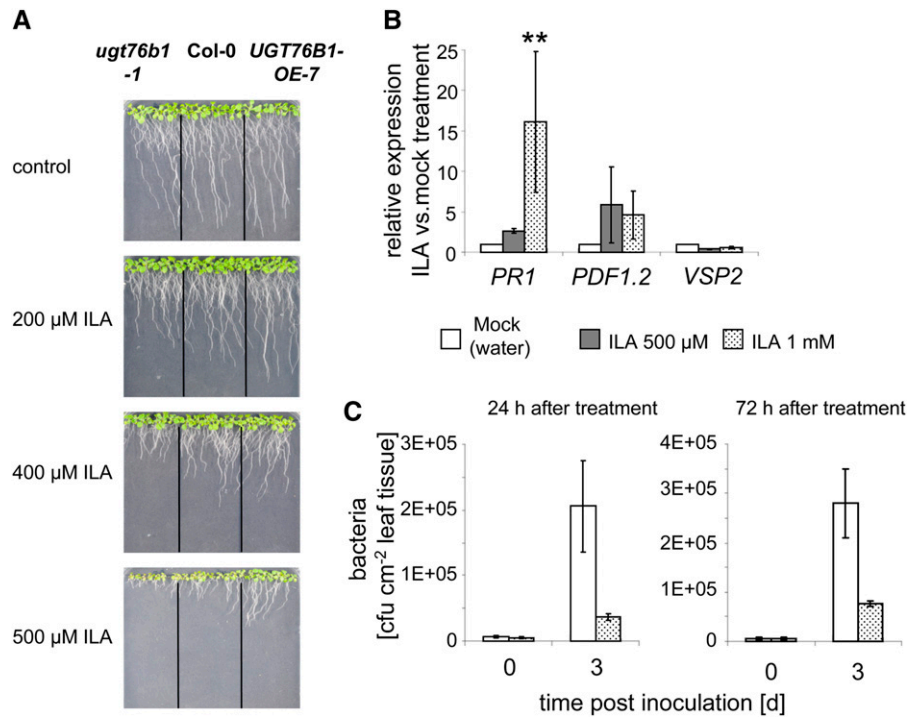 A
ugt76b1
-1
Col-0
UGT76B1-
OE-7
control
200 µM ILA
400 µM ILA
500 µM ILA
B
relative expression
ILA vs.mock treatment
25
20
15
10
5
0
**
PR1
PDF1.2
VSP2
Mock
(water)
ILA 500 µM
ILA 1 mM
C
24 h after treatment
72 h after treatment
bacteria
[cfu cm-2 leaf tissue]
3E+05
2E+05
1E+05
0
0
3
4E+05
3E+05
2E+05
1E+05
0
0
3
time post inoculation [d]